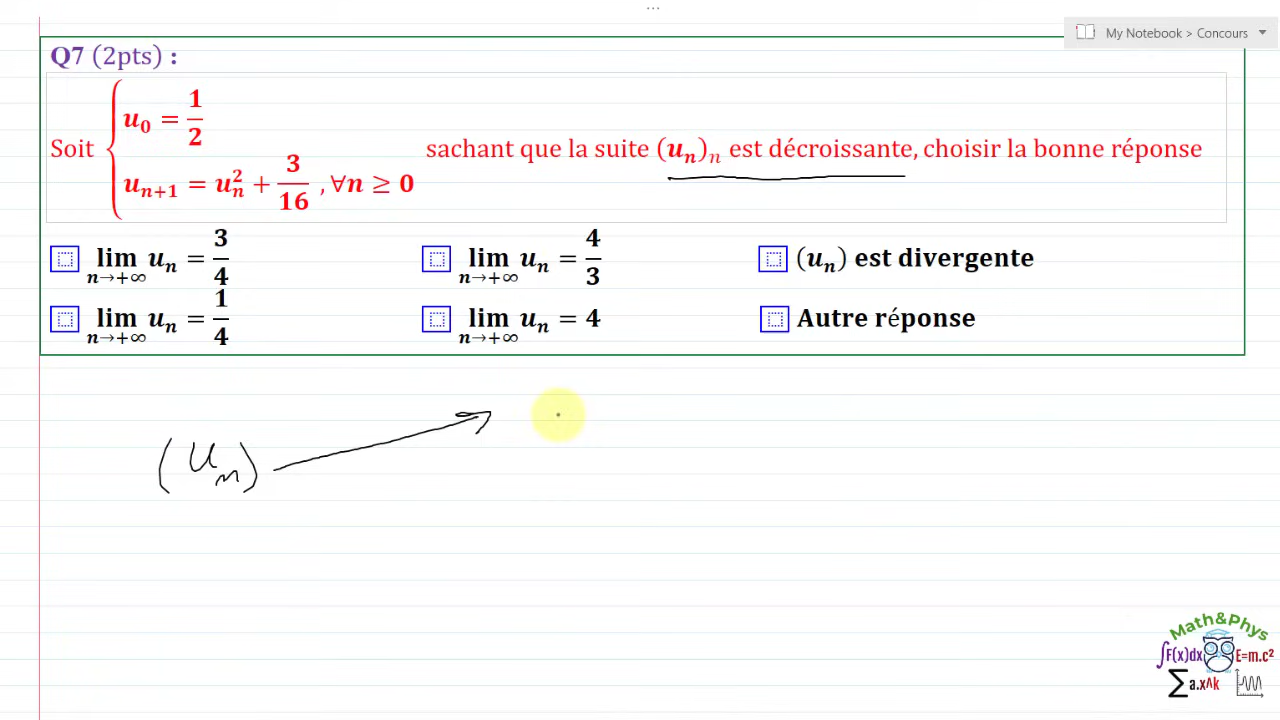 ...
My Notebook > Concours
Q7 (2pts) :
Soit { u_0 = 1/2
u_{n+1} = u_n^2 + 3/16 , ∀n ≥ 0
sachant que la suite (u_n)_n est décroissante, choisir la bonne réponse
lim_{n→+∞} u_n = 3/4
lim_{n→+∞} u_n = 4/3
(u_n) est divergente
lim_{n→+∞} u_n = 1/4
lim_{n→+∞} u_n = 4
Autre réponse
(u_n)
Math&Phys
∫F(x)dx
E=m.c²
∑ a.x^k